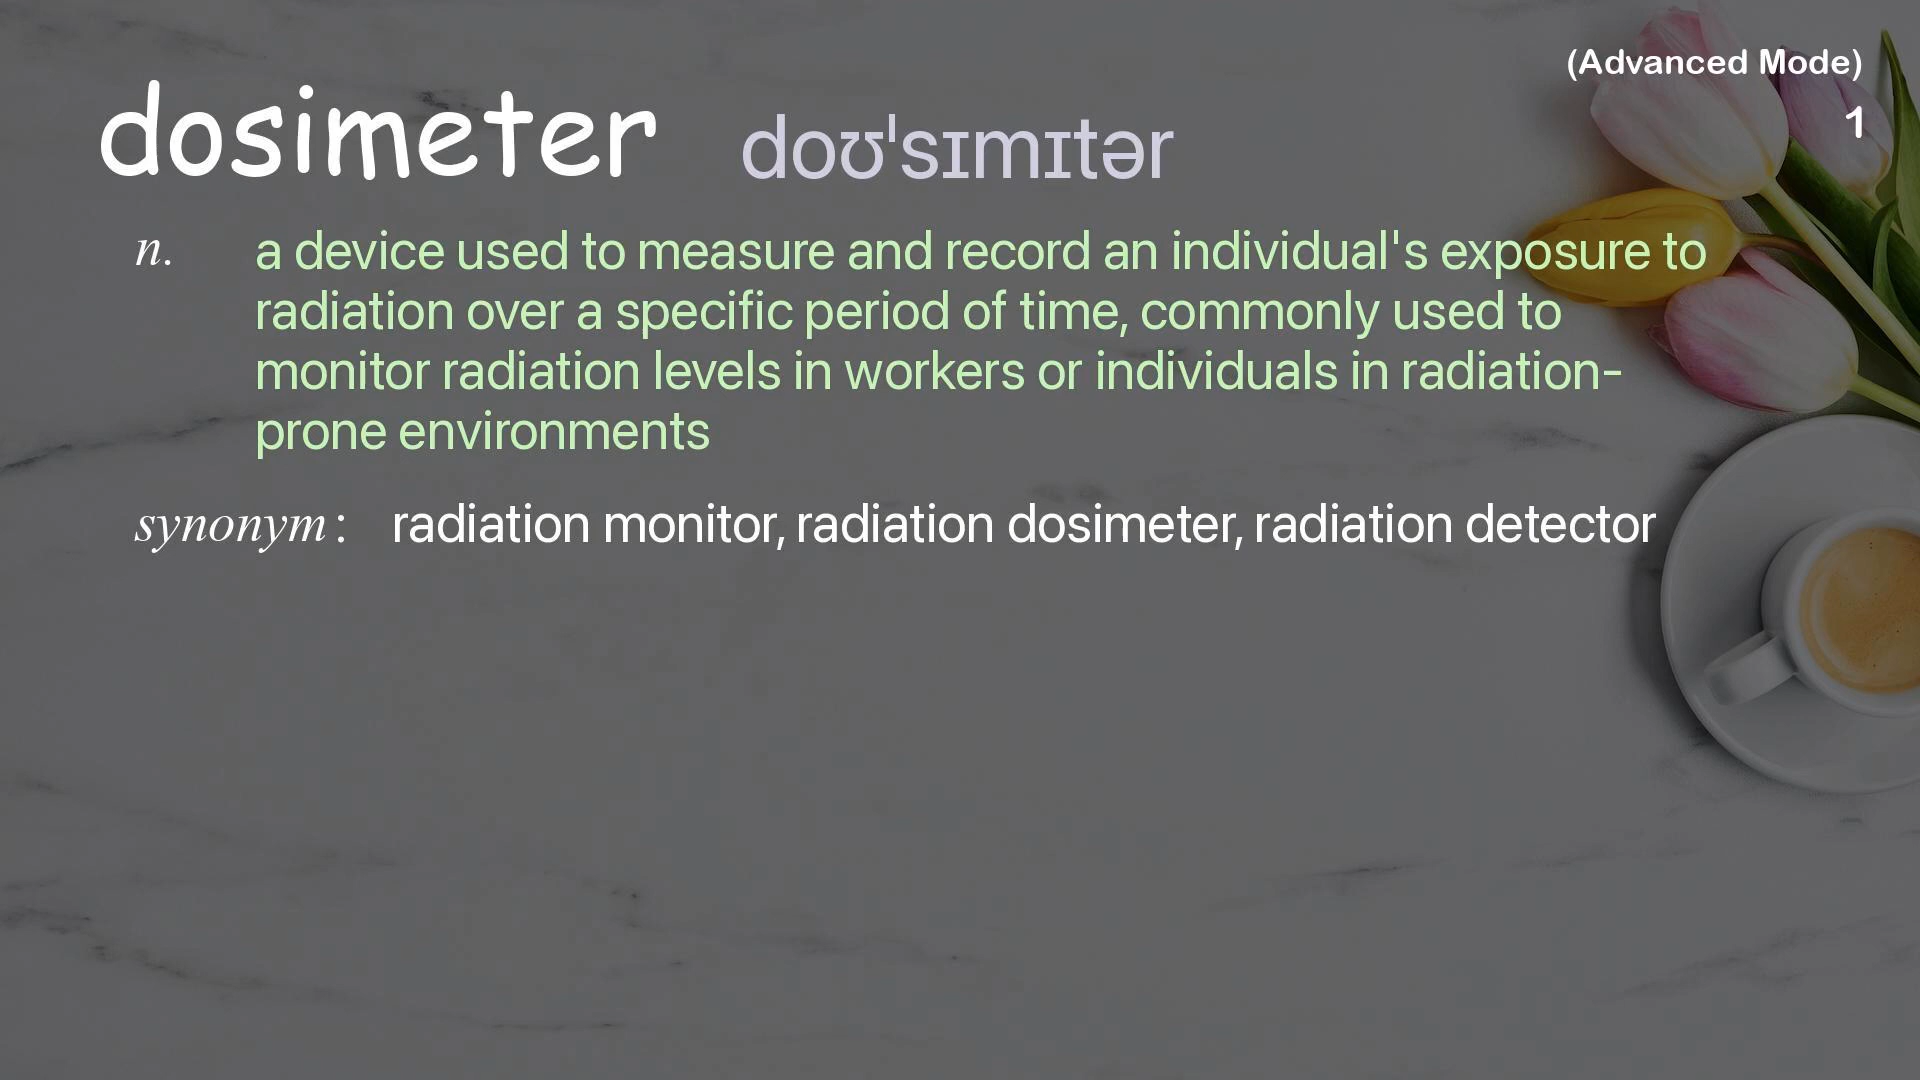 (Advanced Mode)
1
dosimeter doʊˈsɪmɪtər
n. a device used to measure and record an individual's exposure to
radiation over a specific period of time, commonly used to
monitor radiation levels in workers or individuals in radiation-
prone environments
synonym: radiation monitor, radiation dosimeter, radiation detector